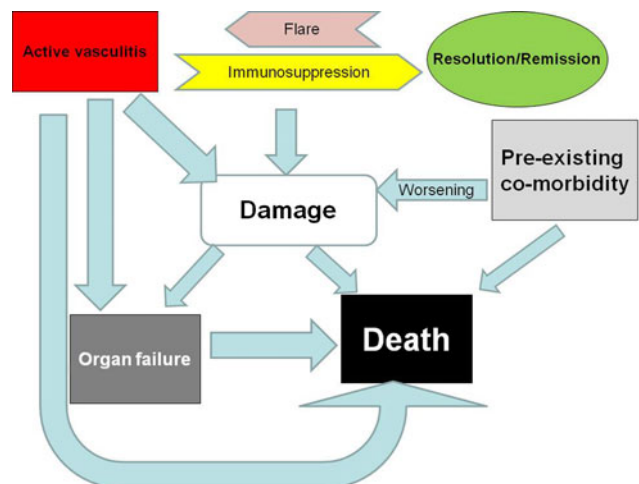 Flare
Active vasculitis
Immunosuppression
Resolution/Remission
Pre-existing
co-morbidity
Worsening
Damage
Organ failure
Death